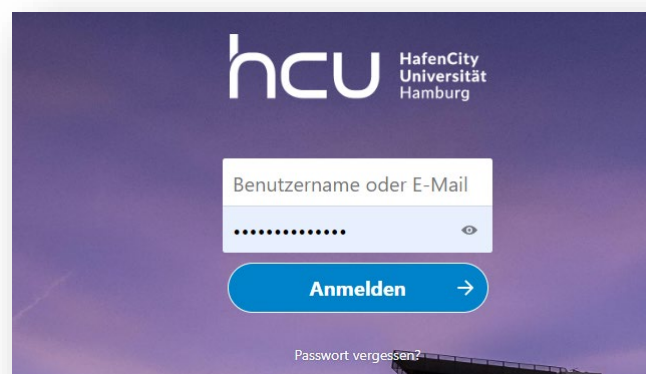 hcu
HafenCity
Universität
Hamburg
Benutzername oder E-Mail
••••••••••••••
Anmelden →
Passwort vergessen?